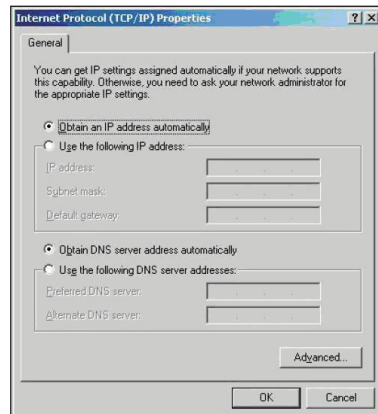 Internet Protocol (TCP/IP) Properties
General
You can get IP settings assigned automatically if your network supports
this capability. Otherwise, you need to ask your network administrator for
the appropriate IP settings.
Obtain an IP address automatically
Use the following IP address:
IP address:
Subnet mask:
Default gateway:
Obtain DNS server address automatically
Use the following DNS server addresses:
Preferred DNS server:
Alternate DNS server:
Advanced...
OK
Cancel